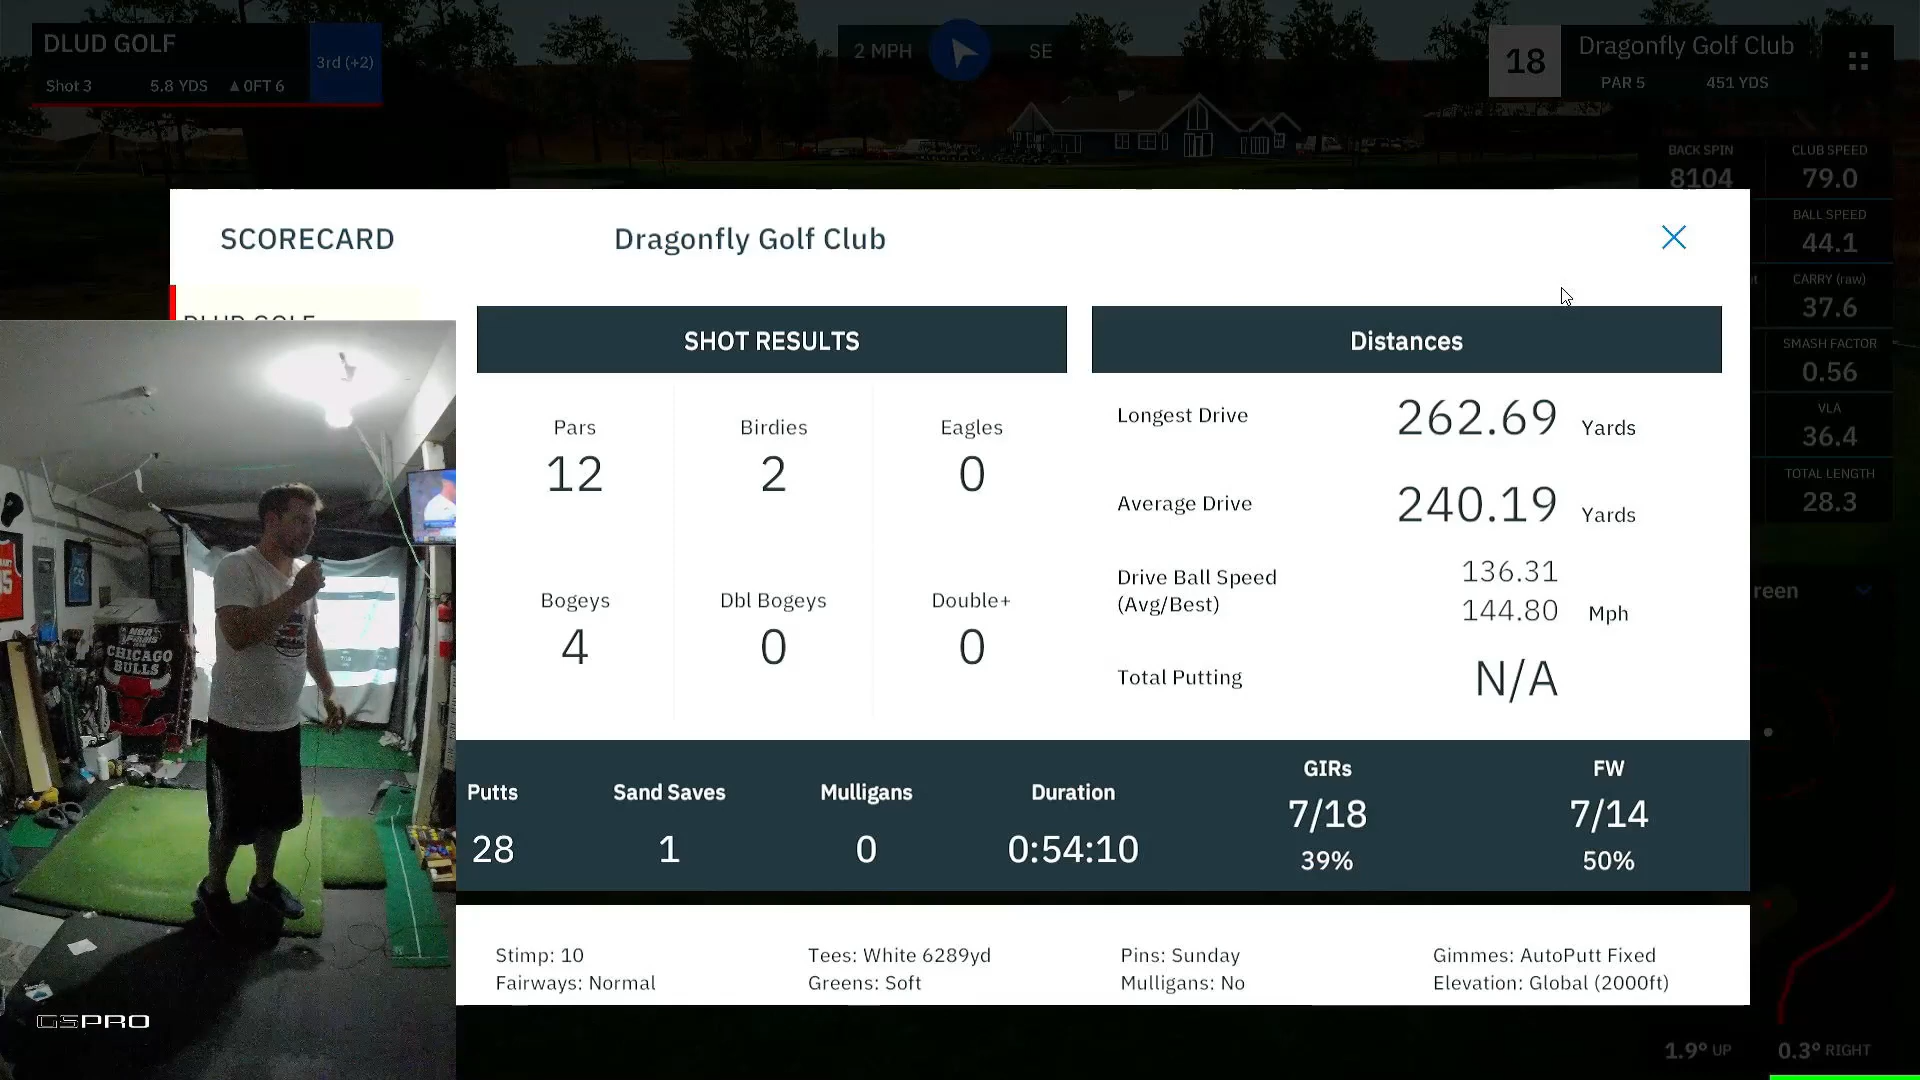 DLUD GOLF
Shot 3 5.8 YDS ▲0FT 6
3rd (+2)
2 MPH SE
18
Dragonfly Golf Club
PAR 5 451 YDS
BACK SPIN
8104
CLUB SPEED
79.0
BALL SPEED
44.1
CARRY (raw)
37.6
SMASH FACTOR
0.56
VLA
36.4
TOTAL LENGTH
28.3
SCORECARD Dragonfly Golf Club
DLUD GOLF
SHOT RESULTS
Pars Birdies Eagles
12 2 0
Bogeys Dbl Bogeys Double+
4 0 0
Distances
Longest Drive 262.69 Yards
Average Drive 240.19 Yards
Drive Ball Speed
(Avg/Best)
136.31
144.80 Mph
Total Putting N/A
Putts Sand Saves Mulligans Duration GIRs FW
28 1 0 0:54:10 7/18 7/14
39% 50%
Stimp: 10 Tees: White 6289yd Pins: Sunday Gimmes: AutoPutt Fixed
Fairways: Normal Greens: Soft Mulligans: No Elevation: Global (2000ft)
reen
1.9° UP 0.3° RIGHT
NBA
CHICAGO
BULLS
23
GSPRO